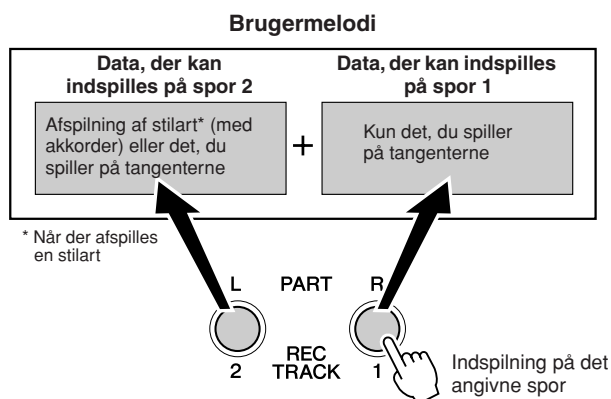 Brugermelodi
Data, der kan
indspilles på spor 2
Data, der kan indspilles
på spor 1
Afspilning af stilart* (med
akkorder) eller det, du
spiller på tangenterne
+
Kun det, du spiller
på tangenterne
* Når der afspilles
en stilart
L PART R
2 REC TRACK 1
Indspilning på det
angivne spor